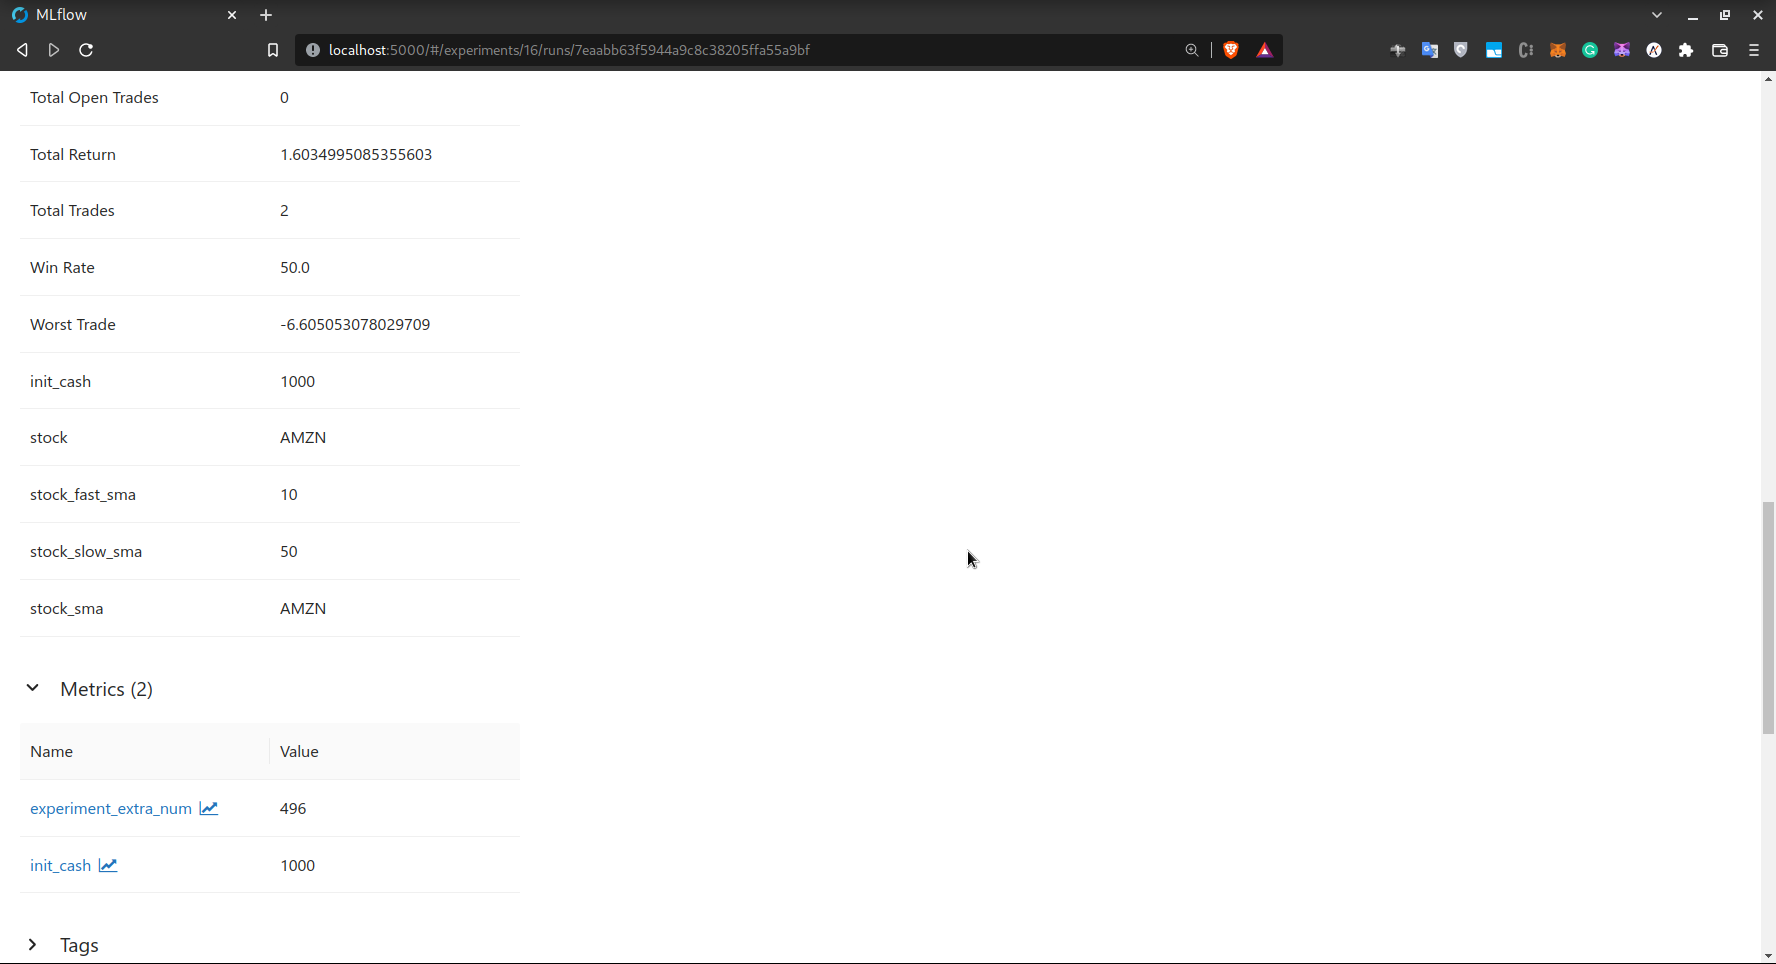 MLflow
localhost:5000/#/experiments/16/runs/7eaabb63f5944a9c8c38205ffa55a9bf
Total Open Trades 0
Total Return 1.6034995085355603
Total Trades 2
Win Rate 50.0
Worst Trade -6.605053078029709
init_cash 1000
stock AMZN
stock_fast_sma 10
stock_slow_sma 50
stock_sma AMZN
Metrics (2)
Name Value
experiment_extra_num 496
init_cash 1000
Tags